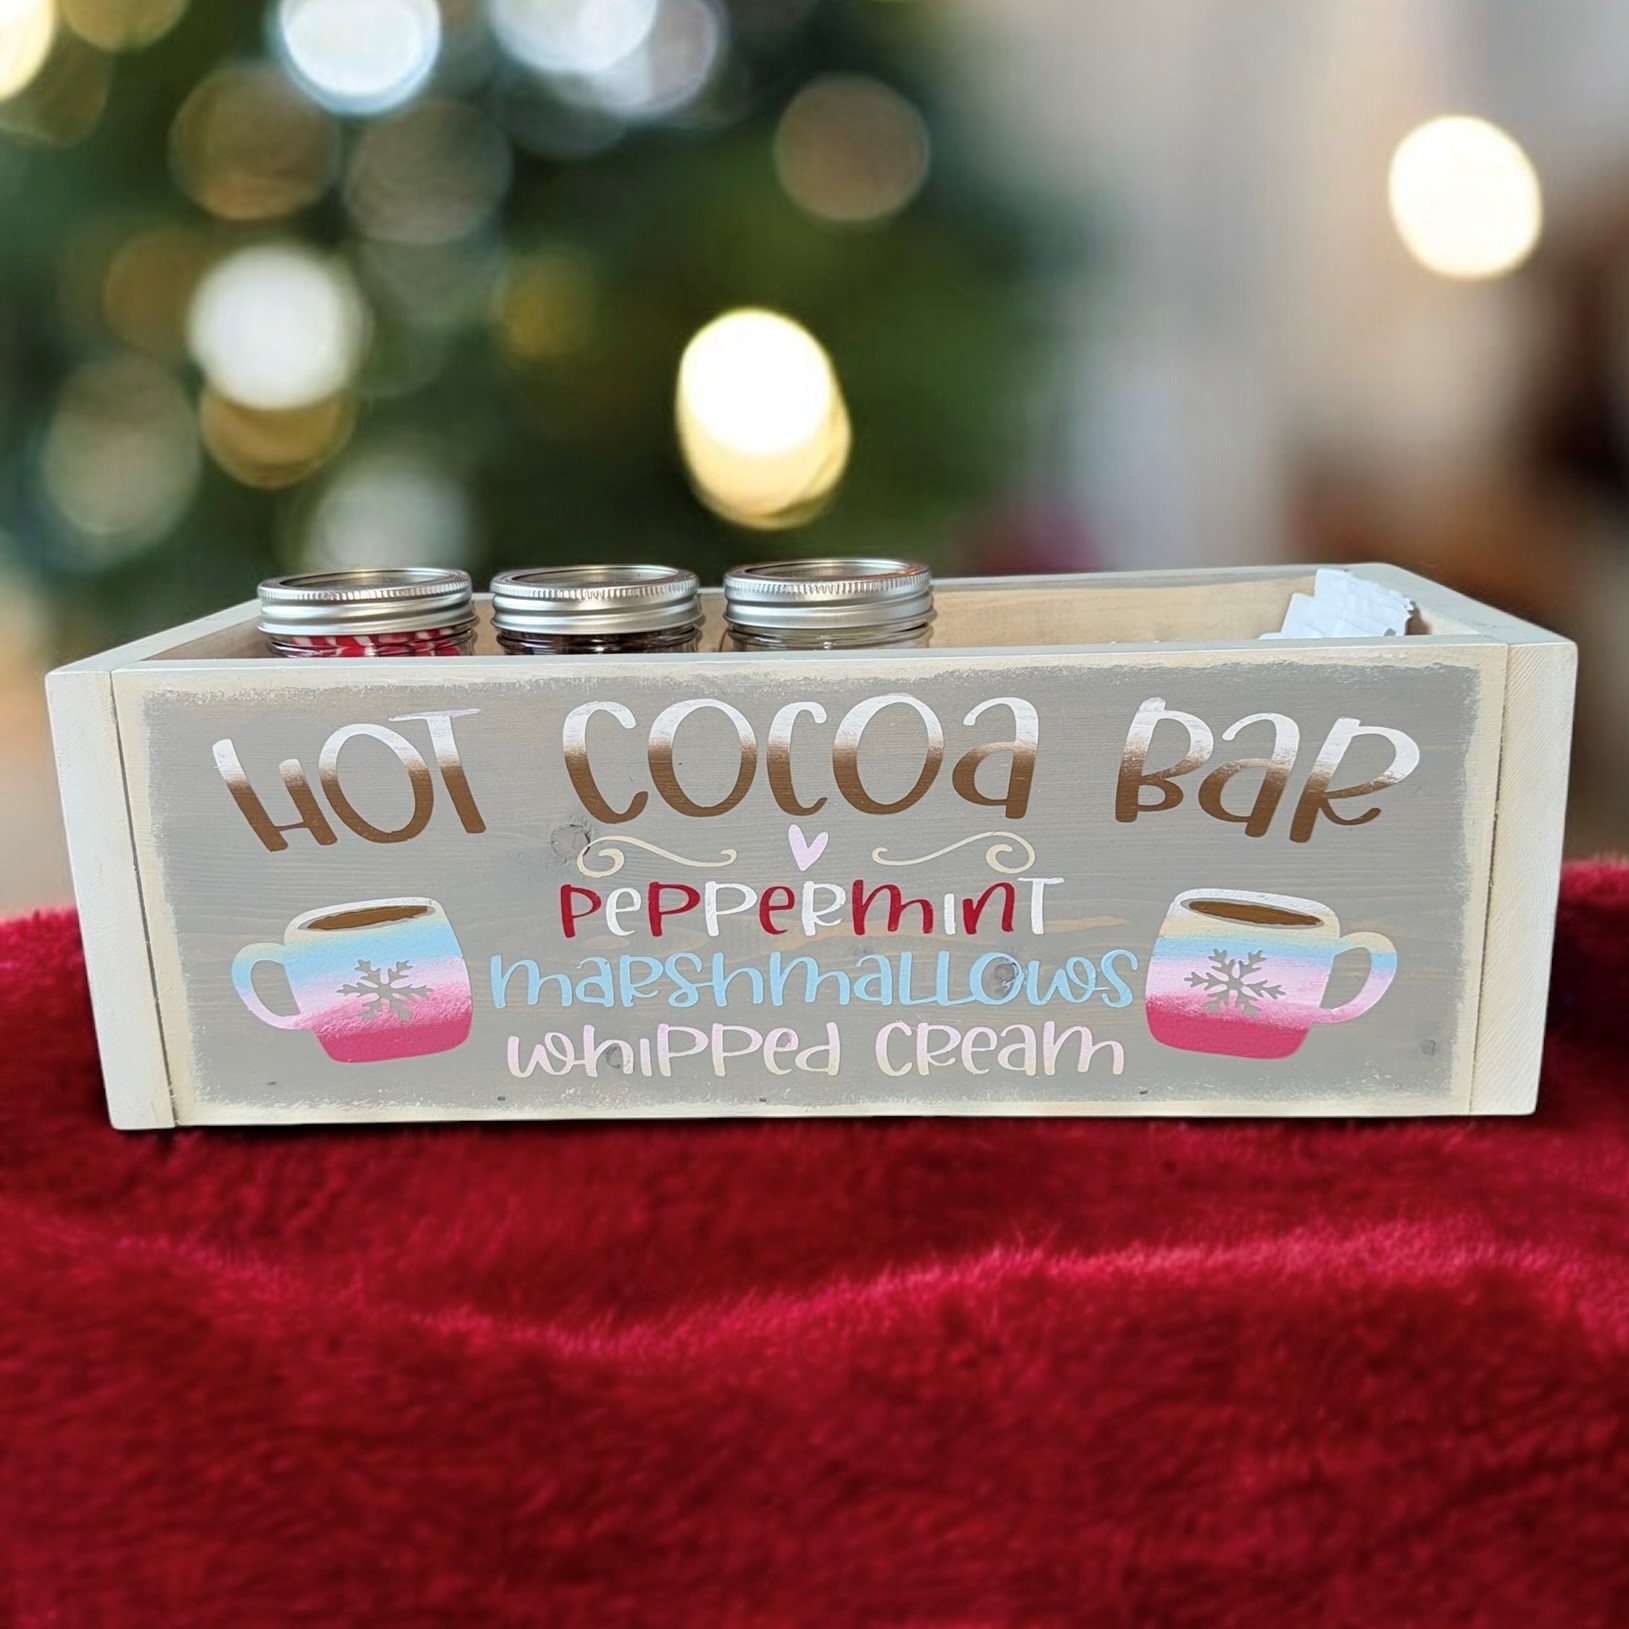 HOT COCOA BAR
PEPPERMINT
MARSHMALLOWS
WHIPPED CREAM